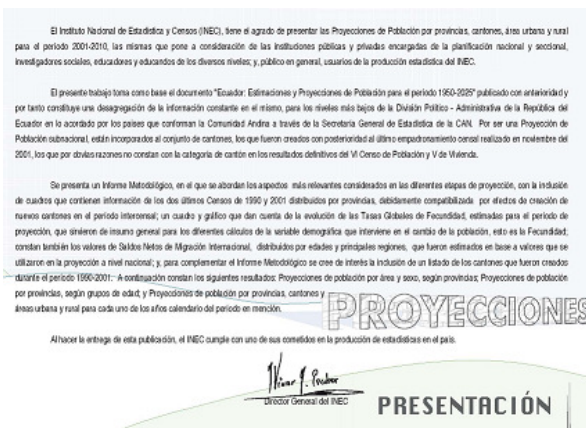 El Instituto Nacional de Estadística y Censos (INEC), tiene el agrado de presentar las Proyecciones de Población por provincias, cantones, área urbana y rural
para el periodo 2001-2010, las mismas que pone a consideración de las instituciones públicas y privadas encargadas de la planificación nacional y seccional,
investigadores sociales, educadores y educandos de los diversos niveles; y, público en general, usuarios de la producción estadística del INEC.
El presente trabajo toma como base el documento "Ecuador: Estimaciones y Proyecciones de Población para el periodo 1950-2025" publicado con anterioridad y
por tanto constituye una desagregación de la información constante en el mismo, para los niveles más bajos de la División Político - Administrativa de la República del
Ecuador en lo acordado por los países que conforman la Comunidad Andina a través de la Secretaría General de Estadística de la CAN. Por ser una Proyección de
Población subnacional, están incorporados al conjunto de cantones, los que fueron creados con posterioridad al último empadronamiento censal realizado en noviembre del
2001, los que por obvias razones no constan con la categoría de cantón en los resultados definitivos del VI Censo de Población y V de Vivienda.
Se presenta un Informe Metodológico, en el que se abordan los aspectos más relevantes considerados en las diferentes etapas de proyección, con la inclusión
de cuadros que contienen información de los dos últimos Censos de 1990 y 2001 distribuidos por provincias, debidamente compatibilizada por efectos de creación de
nuevos cantones en el periodo intercensal; un cuadro y gráfico que dan cuenta de la evolución de las Tasas Globales de Fecundidad, estimadas para el periodo de
proyección, que sirvieron de insumo general para los diferentes cálculos de la variable demográfica que interviene en el cambio de la población, esto es la Fecundidad;
constan también los valores de Saldos Netos de Migración Internacional, distribuidos por edades y principales regiones, que fueron estimados en base a valores que se
utilizaron en la proyección a nivel nacional; y, para complementar el Informe Metodológico se cree de interés la inclusión de un listado de los cantones que fueron creados
durante el periodo 1990-2001. A continuación constan los siguientes resultados: Proyecciones de población por área y sexo, según provincias; Proyecciones de población
por provincias, según grupos de edad; y Proyecciones de población por provincias, cantones y
áreas urbana y rural para cada uno de los años calendario del periodo en mención.
PROYECCIONES
Al hacer la entrega de esta publicación, el INEC cumple con uno de sus cometidos en la producción de estadísticas en el país.
Director General del INEC
PRESENTACIÓN